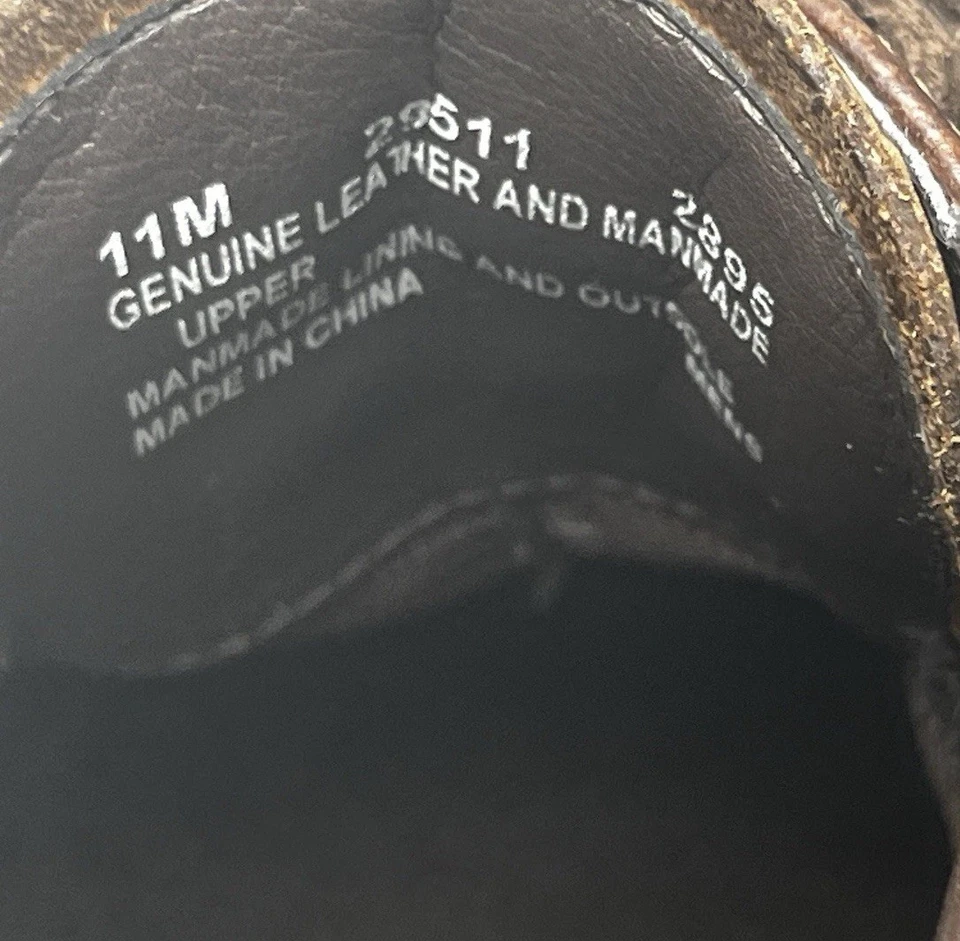 11M 29511 2895
GENUINE LEATHER AND MANMADE
UPPER
MANMADE LINING AND OUTSOLE
MADE IN CHINA MENS